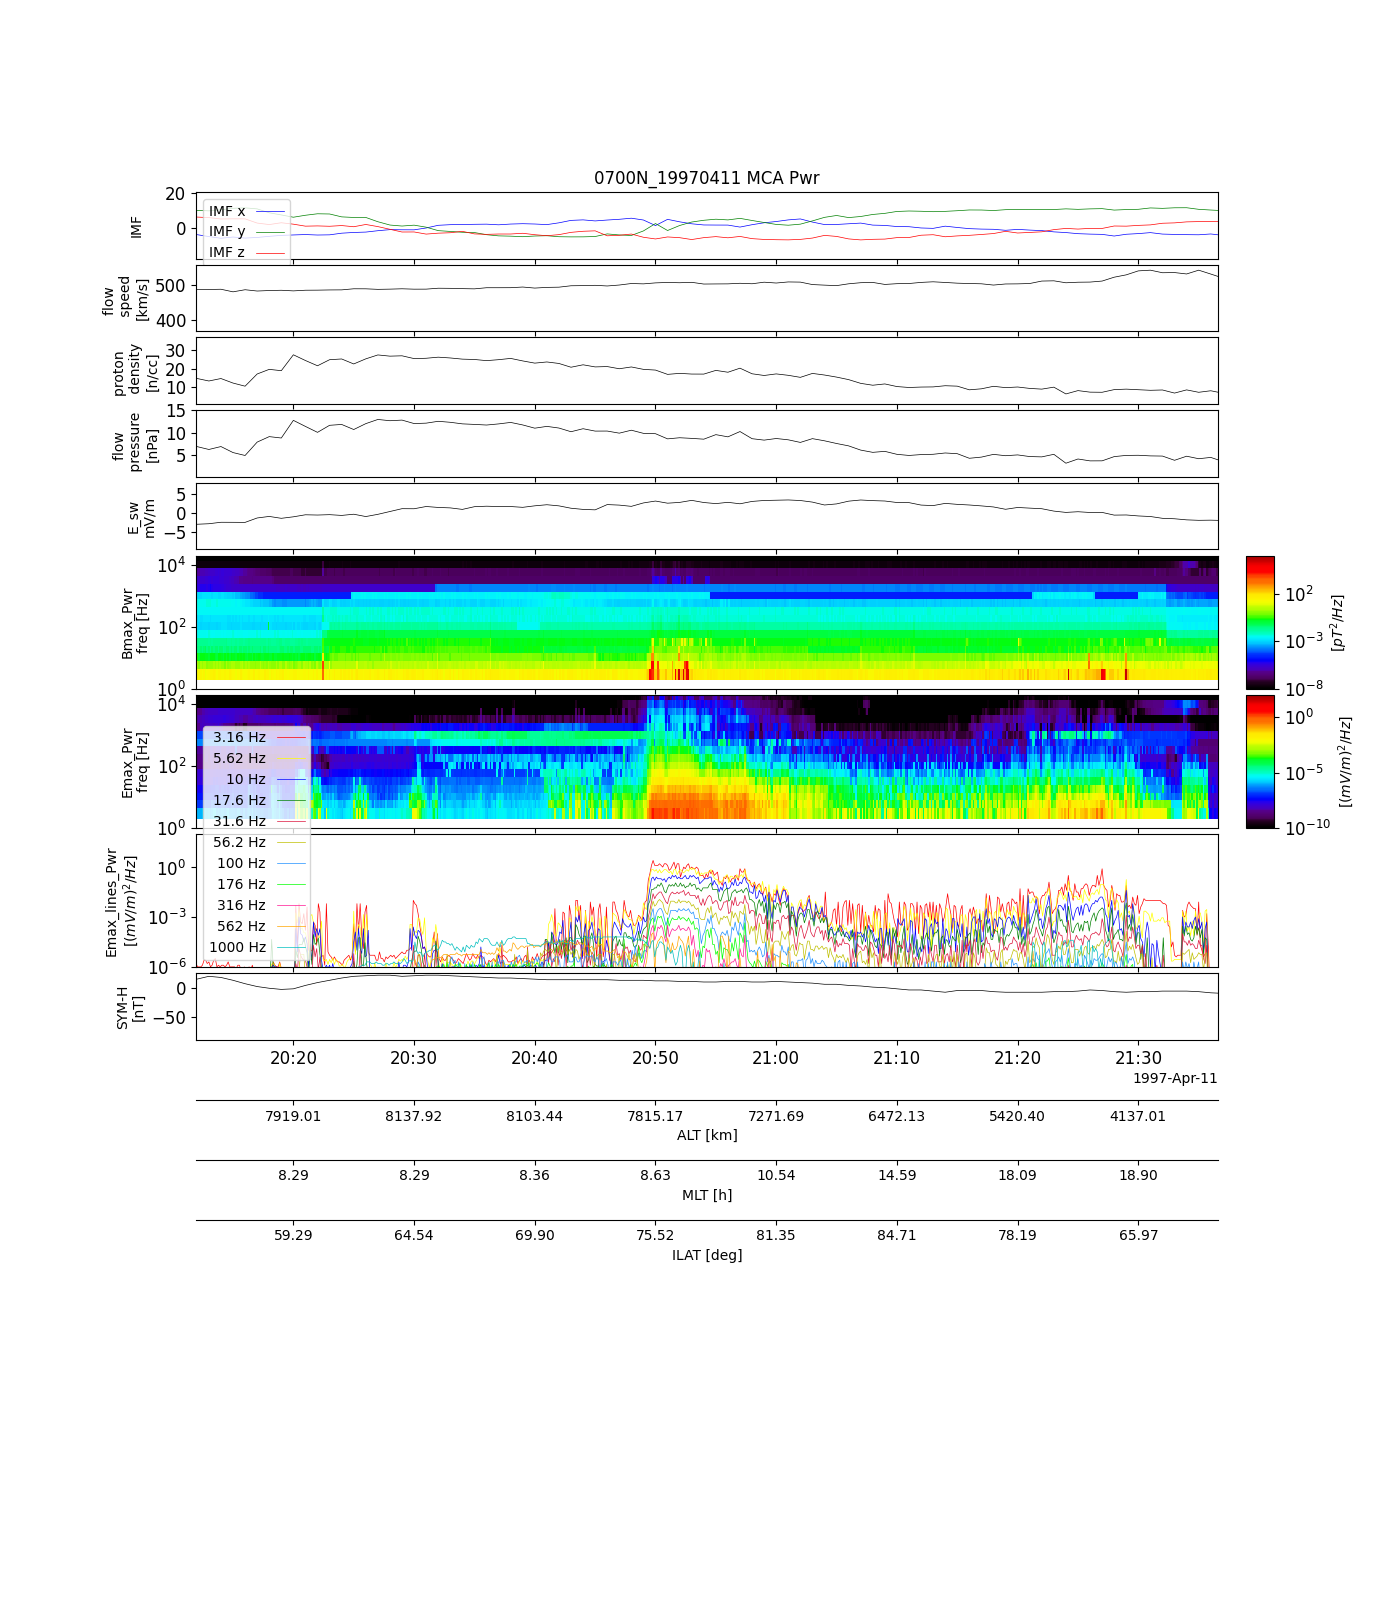 0700N_19970411 MCA Pwr
20
0
IMF
IMF x
IMF y
IMF z
500
400
flow
speed
[km/s]
30
20
10
proton
density
[n/cc]
15
10
5
flow
pressure
[nPa]
5
0
−5
E_sw
mV/m
10^4
10^2
10^0
Bmax_Pwr
freq [Hz]
10^2
10^−3
10^−8
[pT^2/Hz]
10^4
10^2
10^0
Emax_Pwr
freq [Hz]
10^0
10^−5
10^−10
[(mV/m)^2/Hz]
3.16 Hz
5.62 Hz
10 Hz
17.6 Hz
31.6 Hz
56.2 Hz
100 Hz
176 Hz
316 Hz
562 Hz
1000 Hz
10^0
10^−3
10^−6
Emax_lines_Pwr
[(mV/m)^2/Hz]
0
−50
SYM-H
[nT]
20:20 20:30 20:40 20:50 21:00 21:10 21:20 21:30
1997-Apr-11
7919.01 8137.92 8103.44 7815.17 7271.69 6472.13 5420.40 4137.01
ALT [km]
8.29 8.29 8.36 8.63 10.54 14.59 18.09 18.90
MLT [h]
59.29 64.54 69.90 75.52 81.35 84.71 78.19 65.97
ILAT [deg]